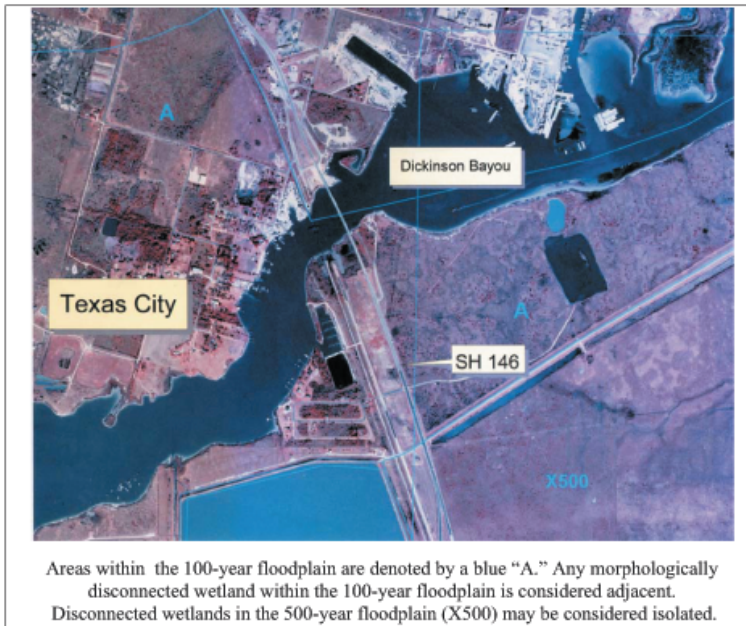 A
Dickinson Bayou
Texas City
A
SH 146
X500
Areas within the 100-year floodplain are denoted by a blue “A.” Any morphologically
disconnected wetland within the 100-year floodplain is considered adjacent.
Disconnected wetlands in the 500-year floodplain (X500) may be considered isolated.